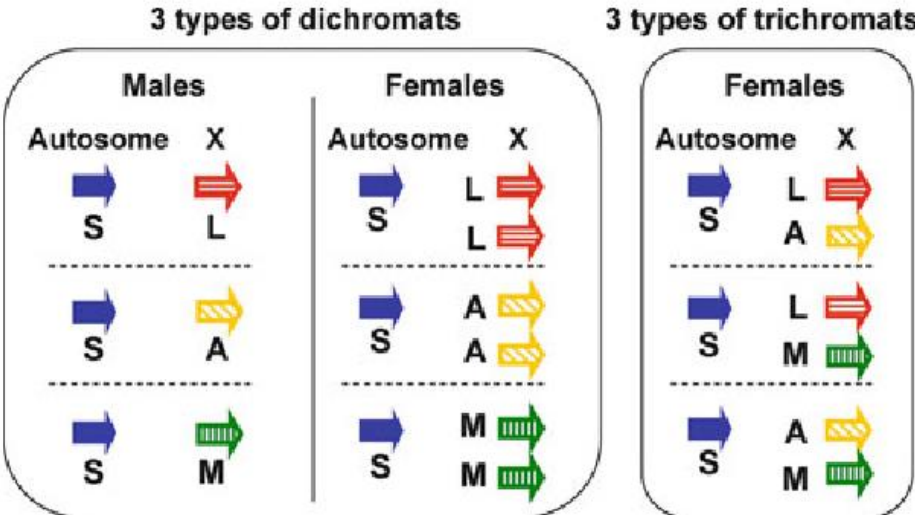 3 types of dichromats 3 types of trichromats
Males Females Females
Autosome X Autosome X Autosome X
S L S L L S L A
S A S A A S L M
S M S M M S A M